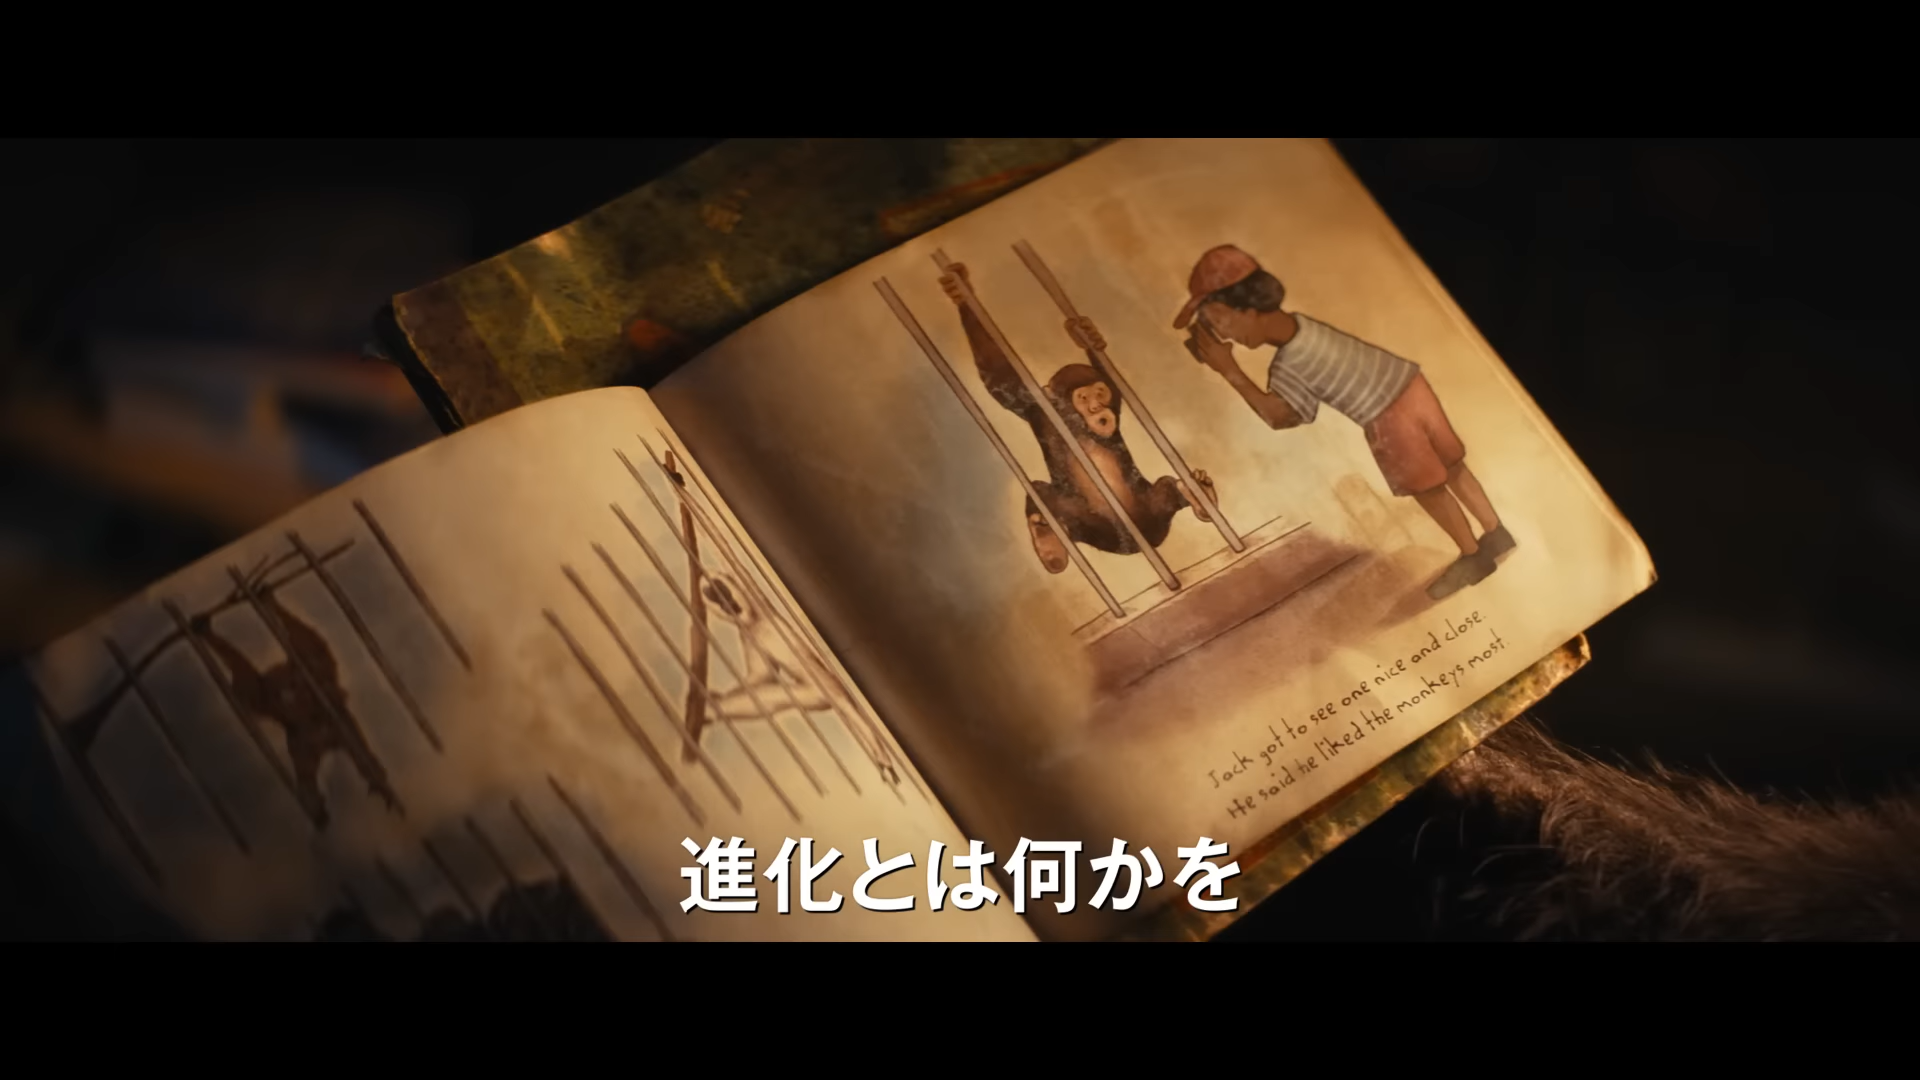 Jack got to see one nice and close.
He said he liked the monkeys most.
進化とは何かを